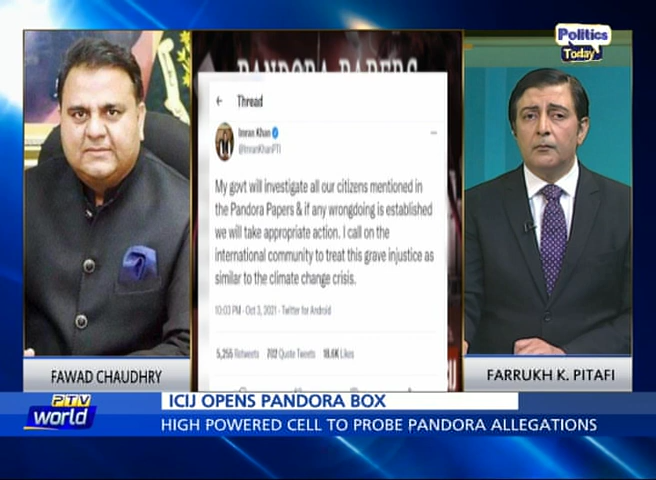 Politics
Today
PANDORA PAPERS
Thread
Imran Khan
@ImranKhanPTI
My govt will investigate all our citizens mentioned in
the Pandora Papers & if any wrongdoing is established
we will take appropriate action. I call on the
international community to treat this grave injustice as
similar to the climate change crisis.
10:03 PM · Oct 3, 2021 · Twitter for Android
5,255 Retweets 702 Quote Tweets 18.6K Likes
FAWAD CHAUDHRY
FARRUKH K. PITAFI
PTV
world
ICIJ OPENS PANDORA BOX
HIGH POWERED CELL TO PROBE PANDORA ALLEGATIONS